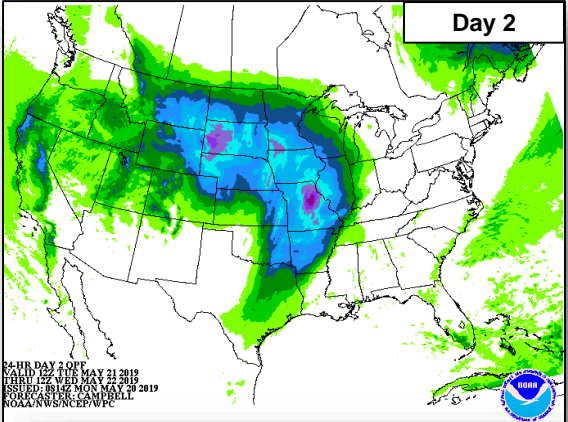 Day 2
24-HR DAY 2 QPF
VALID 12Z TUE MAY 21 2019
THRU 12Z WED MAY 22 2019
ISSUED: 0814Z MON MAY 20 2019
FORECASTER: CAMPBELL
NOAA/NWS/NCEP/WPC
NOAA